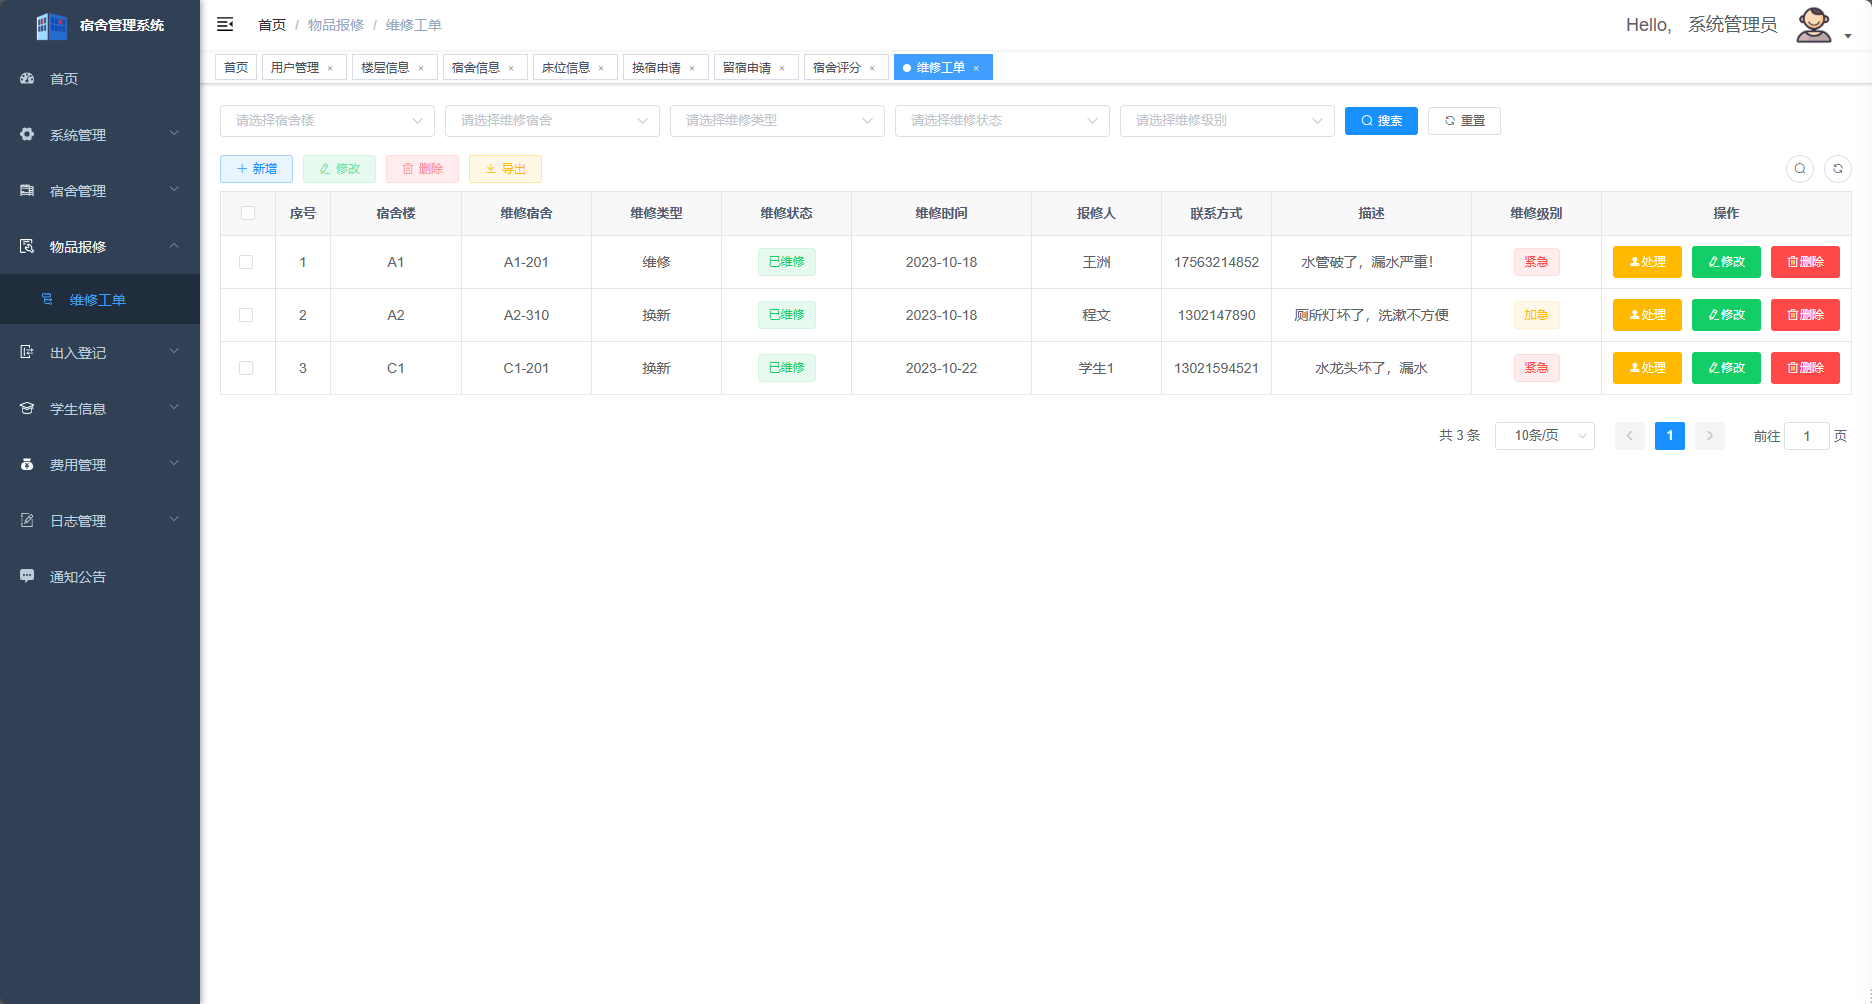 宿舍管理系统
首页
系统管理
宿舍管理
物品报修
维修工单
出入登记
学生信息
费用管理
日志管理
通知公告
首页 / 物品报修 / 维修工单
Hello, 系统管理员
首页 用户管理 × 楼层信息 × 宿舍信息 × 床位信息 × 换宿申请 × 留宿申请 × 宿舍评分 × 维修工单 ×
请选择宿舍楼 请选择维修宿舍 请选择维修类型 请选择维修状态 请选择维修级别 搜索 重置
新增 修改 删除 导出
序号 宿舍楼 维修宿舍 维修类型 维修状态 维修时间 报修人 联系方式 描述 维修级别 操作
1 A1 A1-201 维修 已维修 2023-10-18 王洲 17563214852 水管破了，漏水严重！ 紧急 处理 修改 删除
2 A2 A2-310 换新 已维修 2023-10-18 程文 1302147890 厕所灯坏了，洗漱不方便 加急 处理 修改 删除
3 C1 C1-201 换新 已维修 2023-10-22 学生1 13021594521 水龙头坏了，漏水 紧急 处理 修改 删除
共 3 条 10条/页 1 前往 1 页